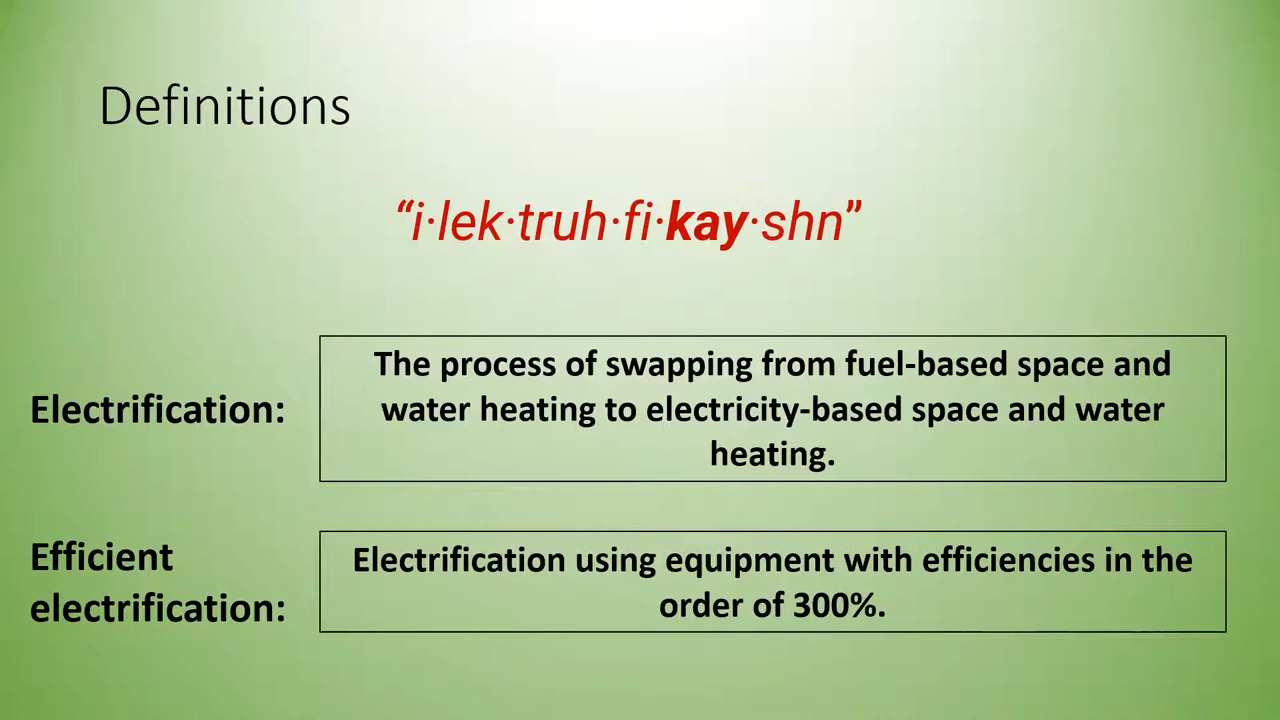 Definitions
“i·lek·truh·fi·kay·shn”
Electrification:
The process of swapping from fuel-based space and
water heating to electricity-based space and water
heating.
Efficient
electrification:
Electrification using equipment with efficiencies in the
order of 300%.